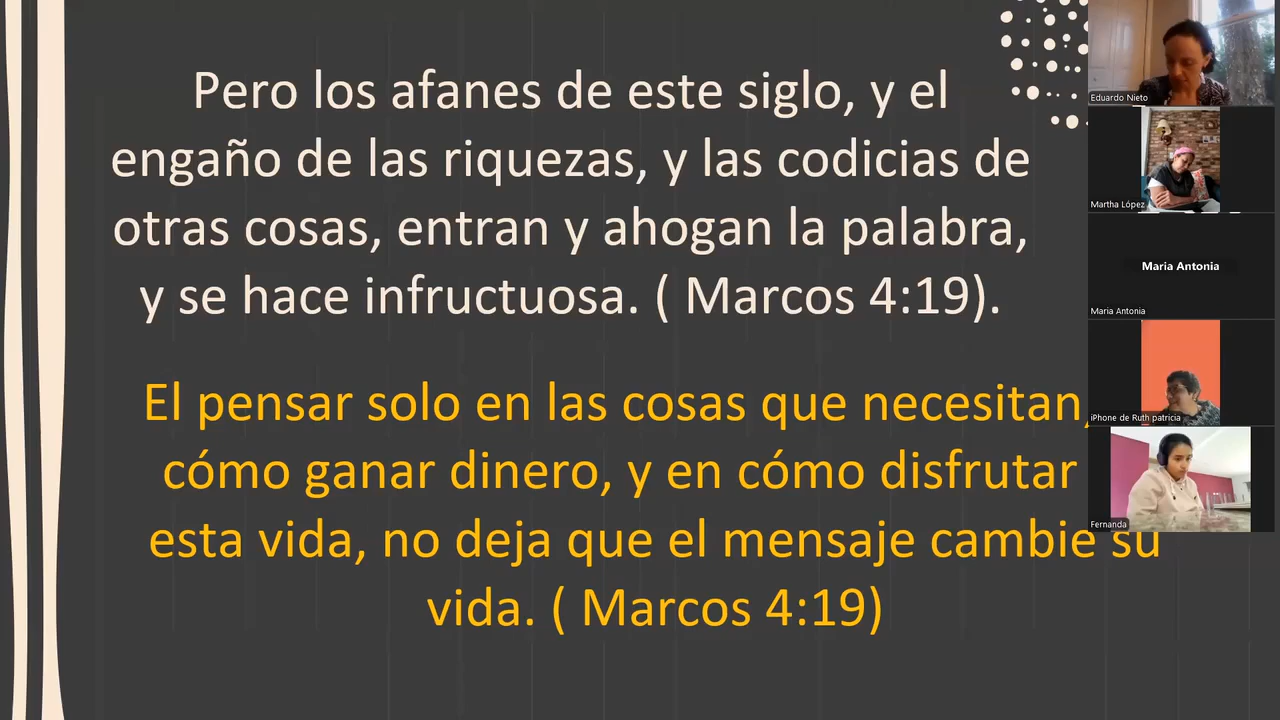 Pero los afanes de este siglo, y el
engaño de las riquezas, y las codicias de
otras cosas, entran y ahogan la palabra,
y se hace infructuosa. ( Marcos 4:19).
El pensar solo en las cosas que necesitan,
cómo ganar dinero, y en cómo disfrutar
esta vida, no deja que el mensaje cambie su
vida. ( Marcos 4:19)
Eduardo Nieto
Martha López
Maria Antonia
Maria Antonia
iPhone de Ruth patricia
Fernanda